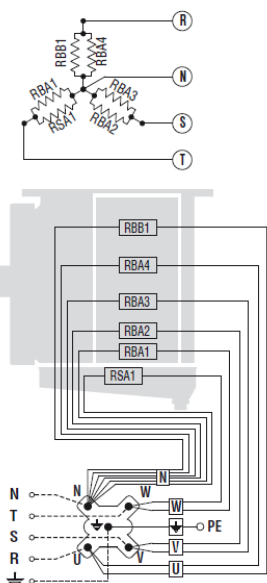 R
RBB1 RBA4
N
RBA1 RBA3
RSA1 RBA2
S
T
RBB1
RBA4
RBA3
RBA2
RBA1
RSA1
N
N N W
T W
PE
S V
R U V
U